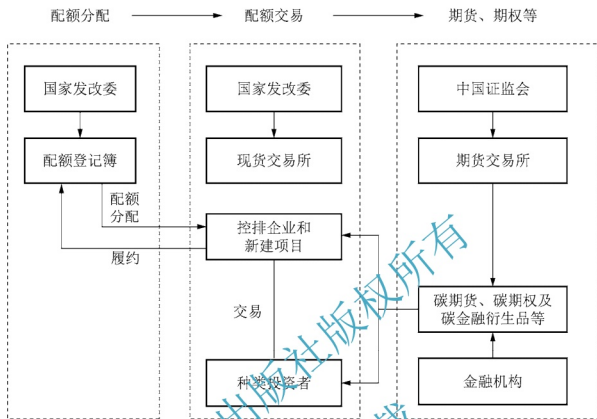 配额分配
配额交易
期货、期权等
国家发改委
国家发改委
中国证监会
配额登记簿
现货交易所
期货交易所
配额
分配
控排企业和
新建项目
履约
交易
碳期货、碳期权及
碳金融衍生品等
种类投资者
金融机构
出版社版权所有